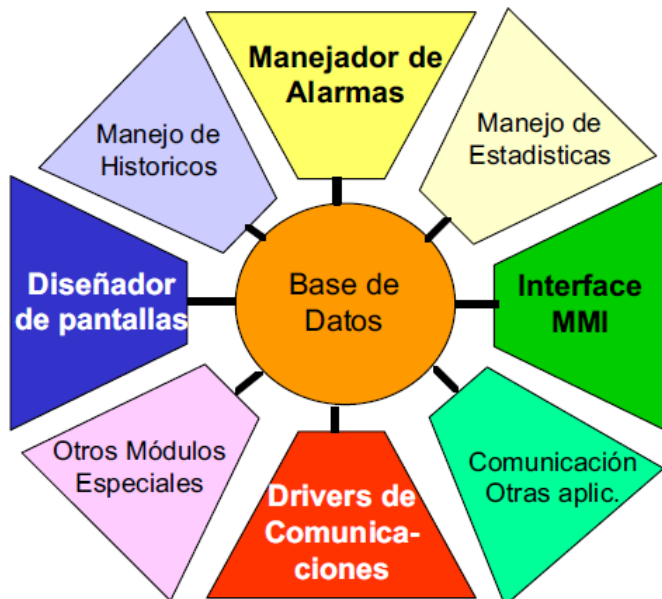 Manejador de
Alarmas
Manejo de
Historicos
Manejo de
Estadisticas
Diseñador
de pantallas
Base de
Datos
Interface
MMI
Otros Módulos
Especiales
Drivers de
Comunica-
ciones
Comunicación
Otras aplic.